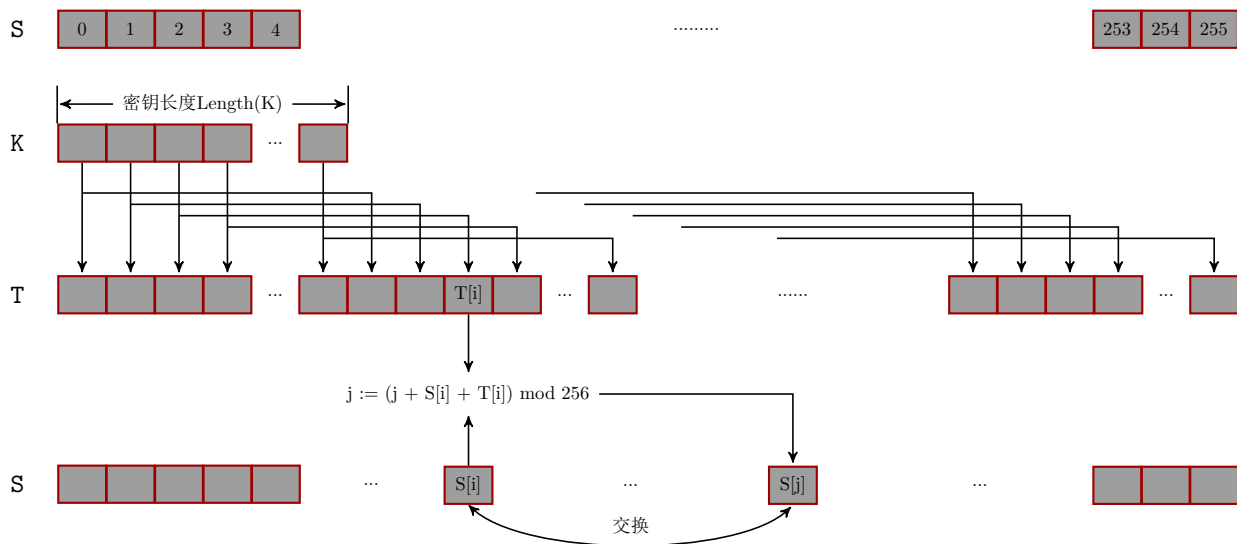 S 0 1 2 3 4 ......... 253 254 255
密钥长度Length(K)
K ...
T ... T[i] ... ...... ...
j := (j + S[i] + T[i]) mod 256
S ... S[i] ... S[j] ...
交换